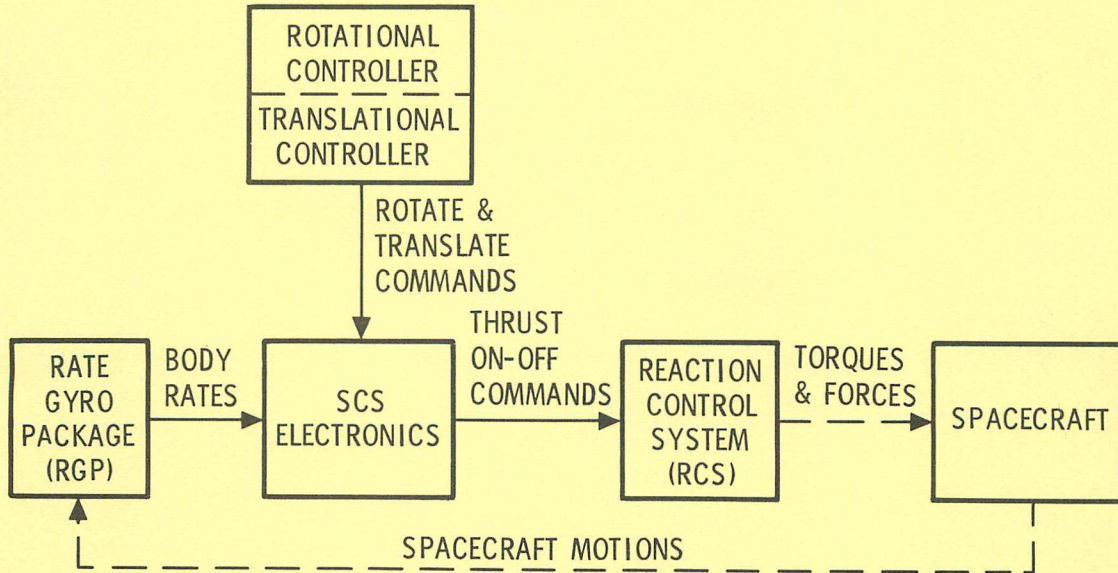 ROTATIONAL
CONTROLLER
TRANSLATIONAL
CONTROLLER
ROTATE &
TRANSLATE
COMMANDS
RATE
GYRO
PACKAGE
(RGP)
BODY
RATES
SCS
ELECTRONICS
THRUST
ON-OFF
COMMANDS
REACTION
CONTROL
SYSTEM
(RCS)
TORQUES
& FORCES
SPACECRAFT
SPACECRAFT MOTIONS